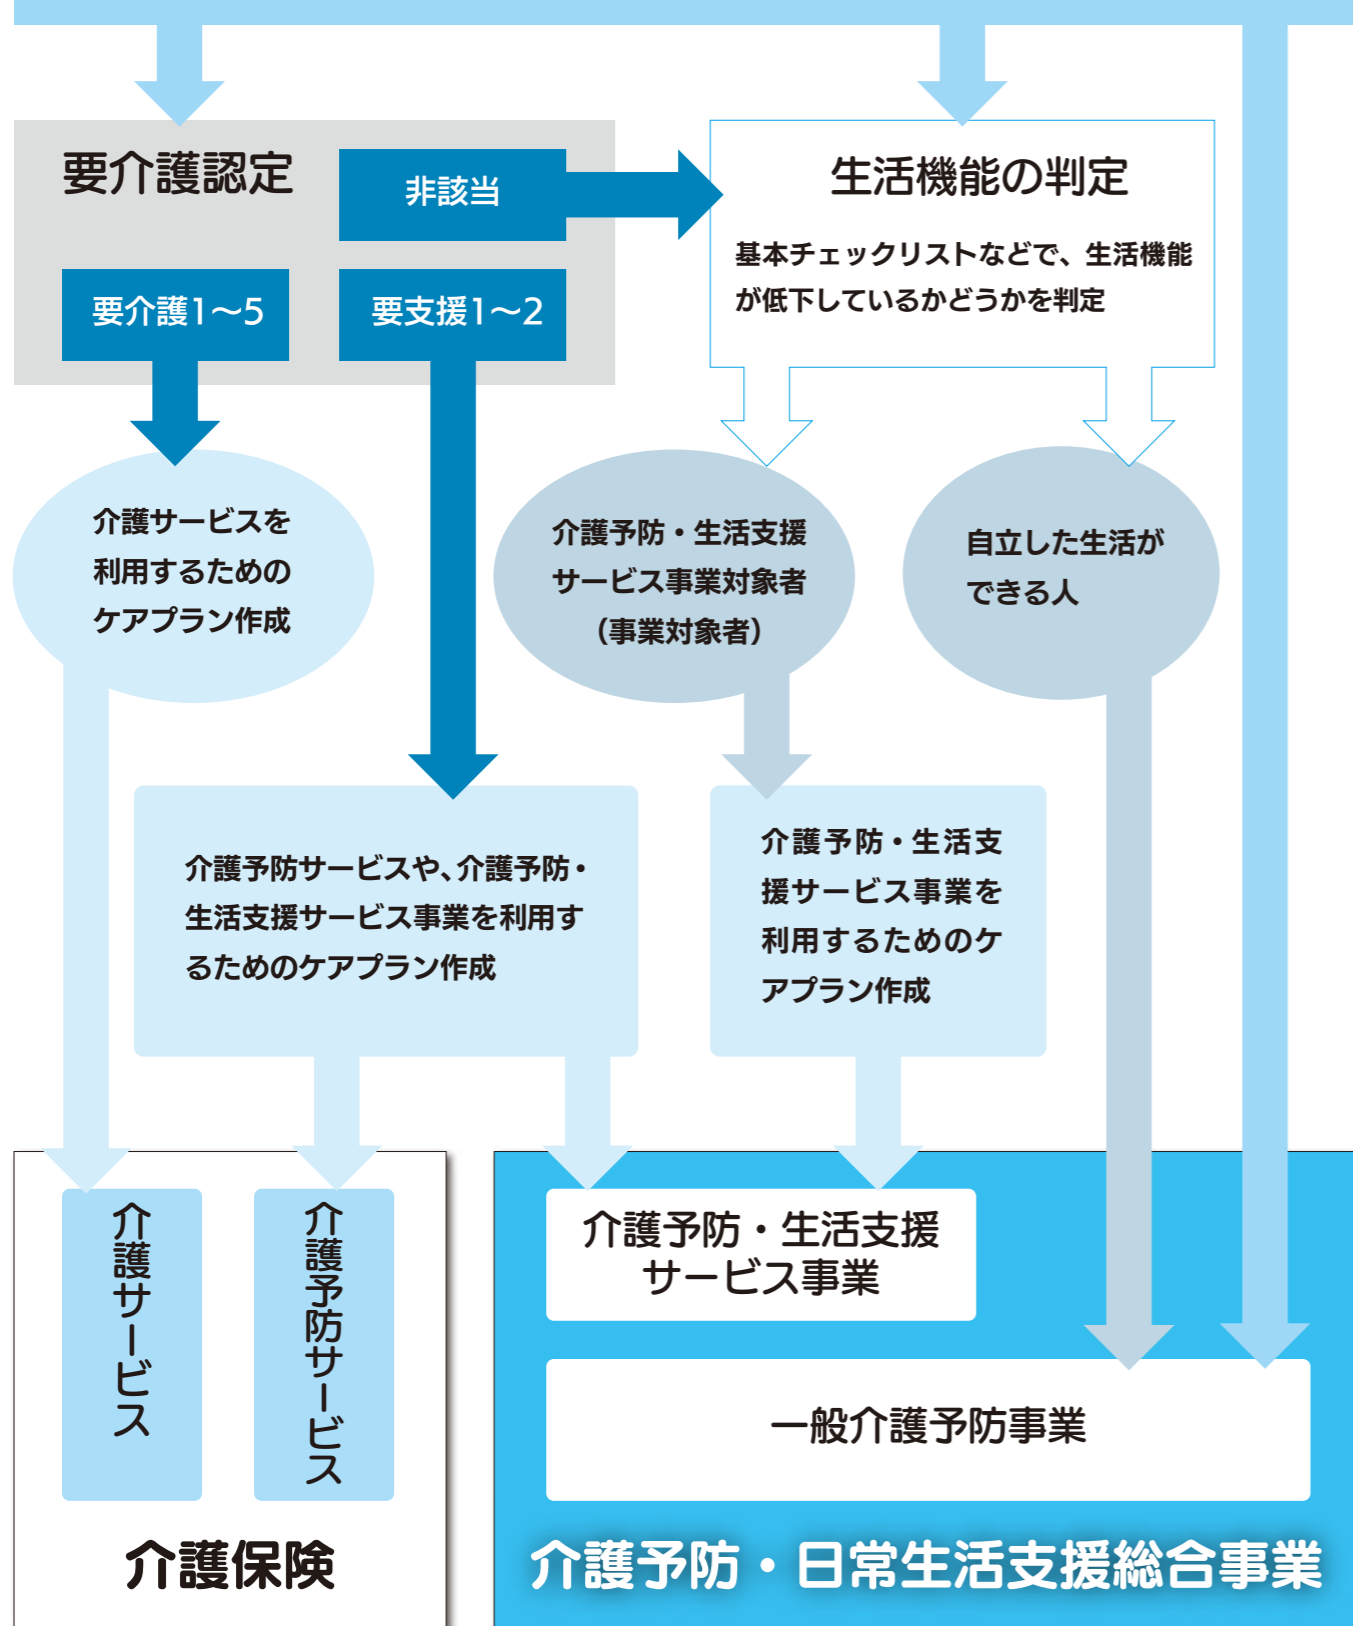 要介護認定
非該当
要介護1～5
要支援1～2
生活機能の判定
基本チェックリストなどで、生活機能
が低下しているかどうかを判定
介護サービスを
利用するための
ケアプラン作成
介護予防・生活支援
サービス事業対象者
（事業対象者）
自立した生活が
できる人
介護予防サービスや、介護予防・
生活支援サービス事業を利用す
るためのケアプラン作成
介護予防・生活支
援サービス事業を
利用するためのケ
アプラン作成
介護サービス
介護予防サービス
介護保険
介護予防・生活支援
サービス事業
一般介護予防事業
介護予防・日常生活支援総合事業